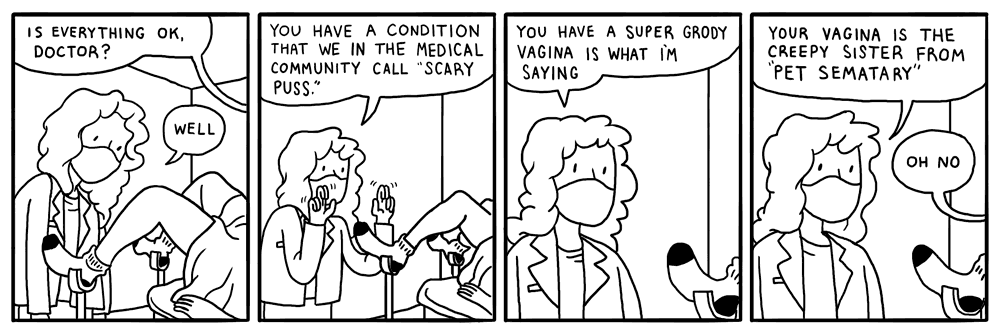 IS EVERYTHING OK,
DOCTOR?
WELL
YOU HAVE A CONDITION
THAT WE IN THE MEDICAL
COMMUNITY CALL "SCARY
PUSS."
YOU HAVE A SUPER GRODY
VAGINA IS WHAT I'M
SAYING
YOUR VAGINA IS THE
CREEPY SISTER FROM
"PET SEMATARY"
OH NO